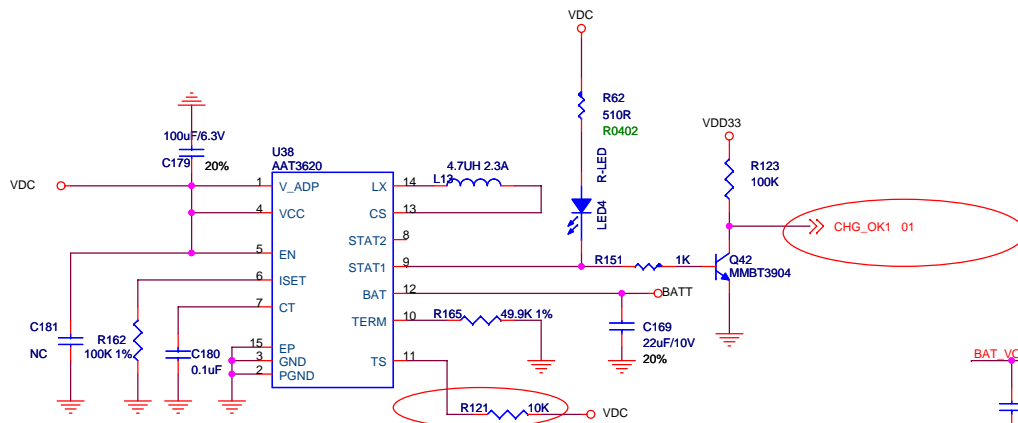 VDC
R62
510R
R0402
R-LED
LED4
100uF/6.3V
C179
20%
VDC
U38
AAT3620
1 V_ADP
4 VCC
5 EN
6 ISET
7 CT
15 EP
3 GND
2 PGND
LX 14
CS 13
STAT2 8
STAT1 9
BAT 12
TERM 10
TS 11
L13
4.7UH 2.3A
VDD33
R123
100K
CHG_OK1 01
R151
1K
Q42
MMBT3904
BATT
R165
49.9K 1%
C169
22uF/10V
20%
C181
NC
R162
100K 1%
C180
0.1uF
R121
10K
VDC